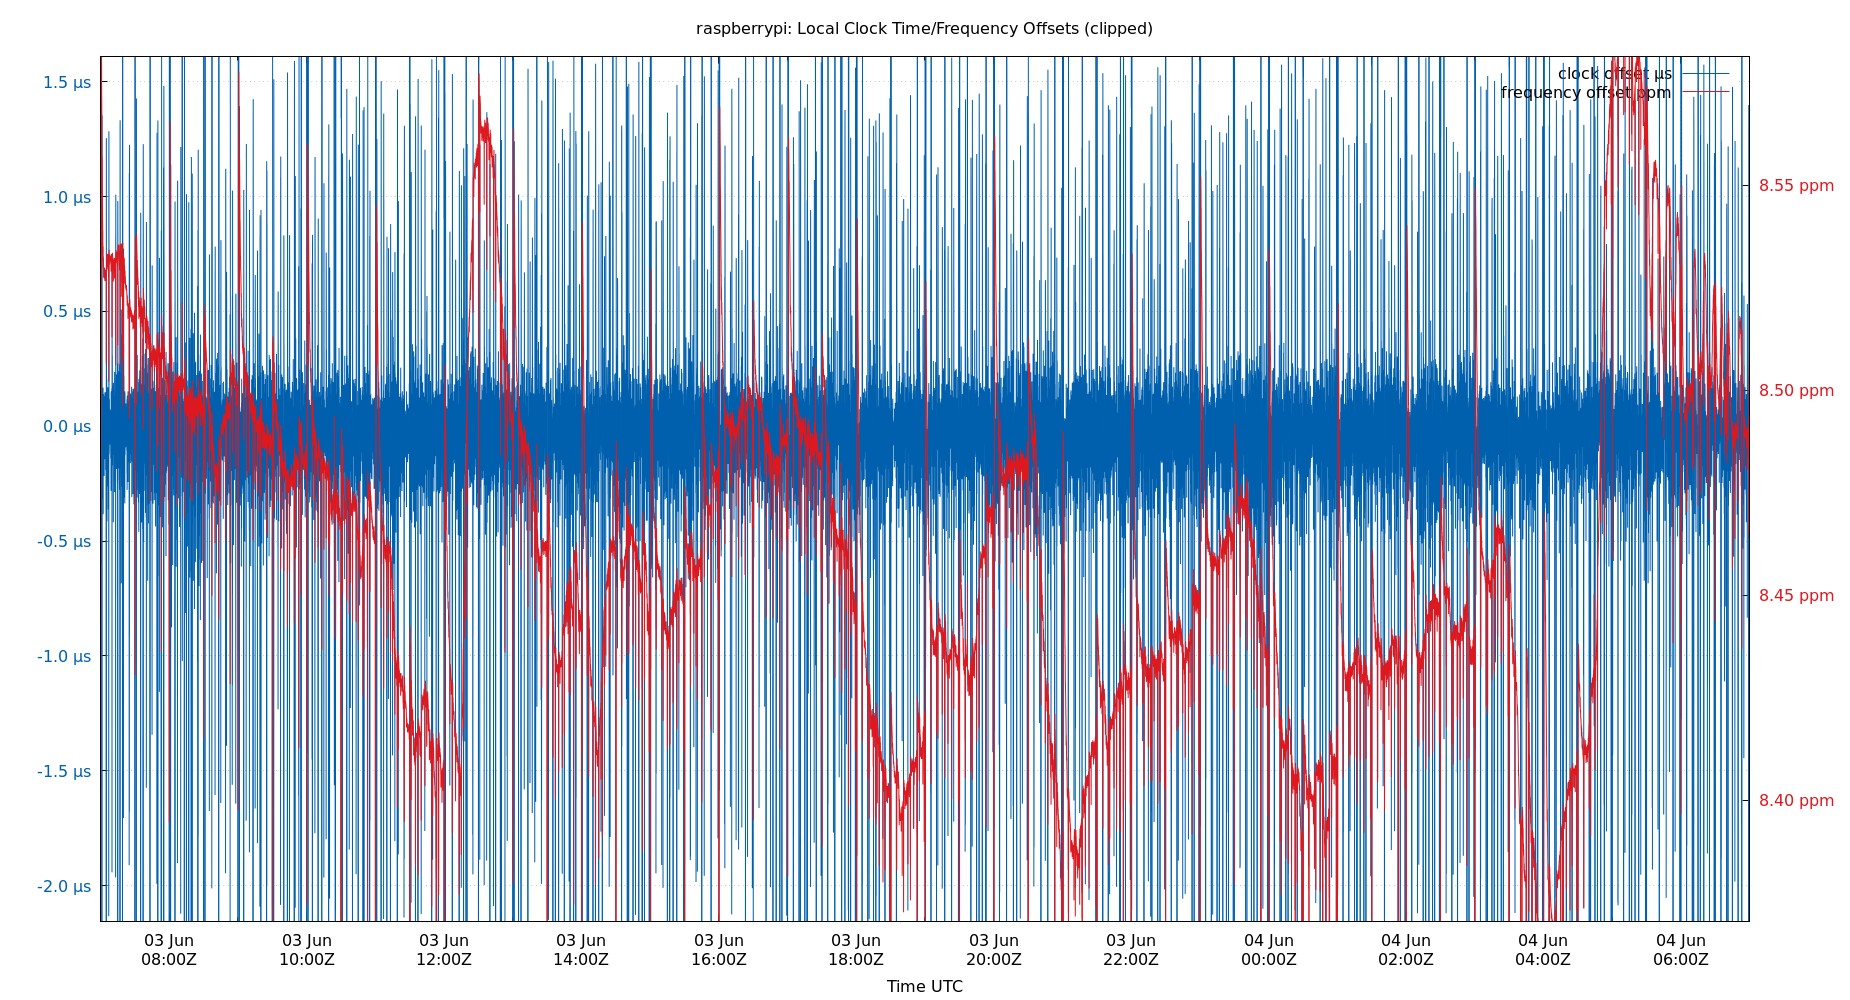 raspberrypi: Local Clock Time/Frequency Offsets (clipped)
clock offset µs
frequency offset ppm
1.5 µs
1.0 µs
0.5 µs
0.0 µs
-0.5 µs
-1.0 µs
-1.5 µs
-2.0 µs
8.55 ppm
8.50 ppm
8.45 ppm
8.40 ppm
03 Jun
08:00Z
03 Jun
10:00Z
03 Jun
12:00Z
03 Jun
14:00Z
03 Jun
16:00Z
03 Jun
18:00Z
03 Jun
20:00Z
03 Jun
22:00Z
04 Jun
00:00Z
04 Jun
02:00Z
04 Jun
04:00Z
04 Jun
06:00Z
Time UTC